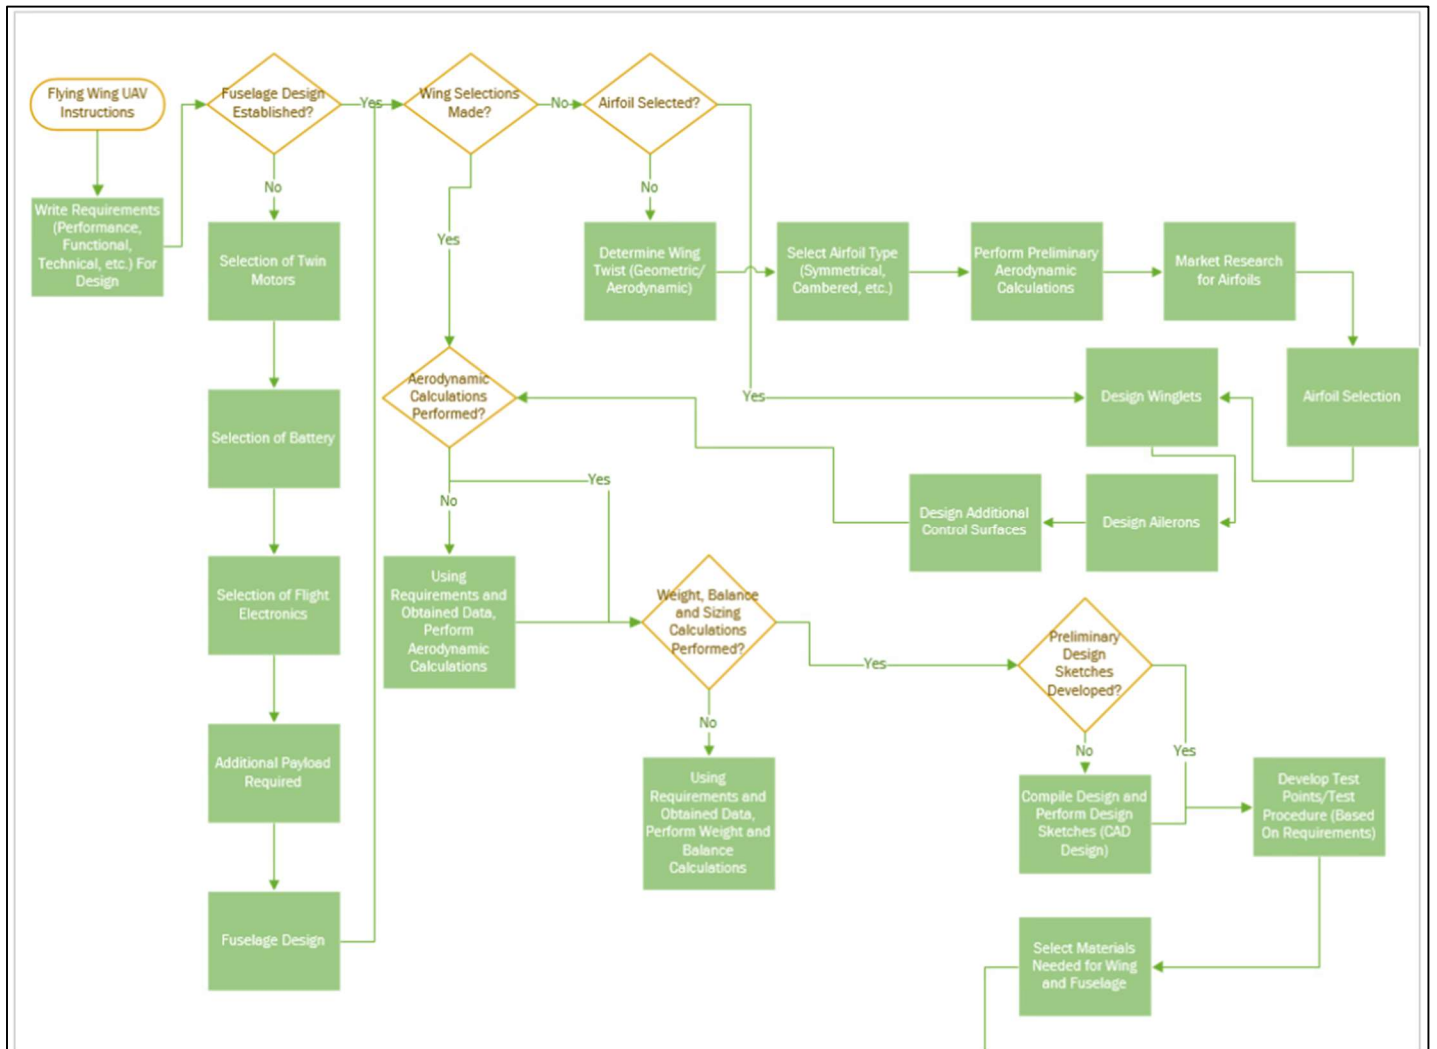 Flying Wing UAV
Instructions
Fuselage Design
Established?
Yes
Wing Selections
Made?
No
Airfoil Selected?
No
Write Requirements
(Performance,
Functional,
Technical, etc.) For
Design
Selection of Twin
Motors
Yes
No
Determine Wing
Twist (Geometric/
Aerodynamic)
Select Airfoil Type
(Symmetrical,
Cambered, etc.)
Perform Preliminary
Aerodynamic
Calculations
Market Research
for Airfoils
Aerodynamic
Calculations
Performed?
Yes
Design Winglets
Airfoil Selection
Selection of Battery
Yes
No
Design Additional
Control Surfaces
Design Ailerons
Selection of Flight
Electronics
Using
Requirements and
Obtained Data,
Perform
Aerodynamic
Calculations
Weight, Balance
and Sizing
Calculations
Performed?
Yes
Preliminary
Design
Sketches
Developed?
No
No
Yes
Additional Payload
Required
Using
Requirements and
Obtained Data,
Perform Weight and
Balance
Calculations
Compile Design and
Perform Design
Sketches (CAD
Design)
Develop Test
Points/Test
Procedure (Based
On Requirements)
Fuselage Design
Select Materials
Needed for Wing
and Fuselage